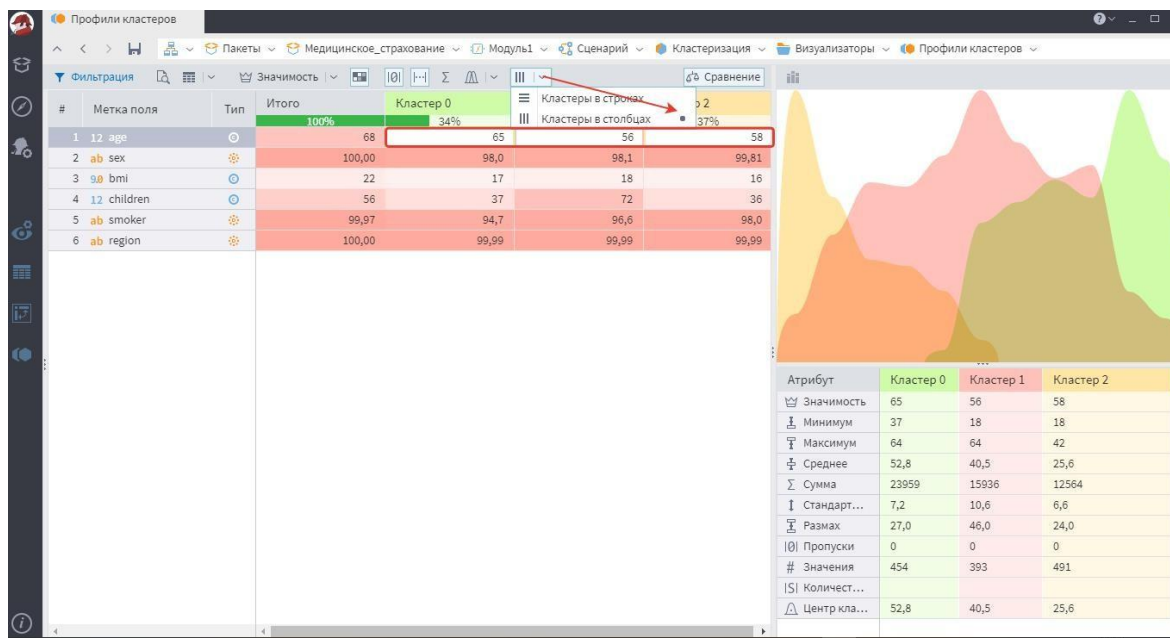 Профили кластеров
Пакеты Медицинское_страхование Модуль1 Сценарий Кластеризация Визуализаторы Профили кластеров
Фильтрация Значимость Сравнение
# Метка поля Тип Итого Кластер 0 р 2
100% 34% 37%
Кластеры в строках
Кластеры в столбцах
1 12 age 68 65 56 58
2 ab sex 100,00 98,0 98,1 99,81
3 9.0 bmi 22 17 18 16
4 12 children 56 37 72 36
5 ab smoker 99,97 94,7 96,6 98,0
6 ab region 100,00 99,99 99,99 99,99
Атрибут Кластер 0 Кластер 1 Кластер 2
Значимость 65 56 58
Минимум 37 18 18
Максимум 64 64 42
Среднее 52,8 40,5 25,6
Σ Сумма 23959 15936 12564
Стандарт... 7,2 10,6 6,6
Размах 27,0 46,0 24,0
|0| Пропуски 0 0 0
# Значения 454 393 491
|S| Количест...
Центр кла... 52,8 40,5 25,6